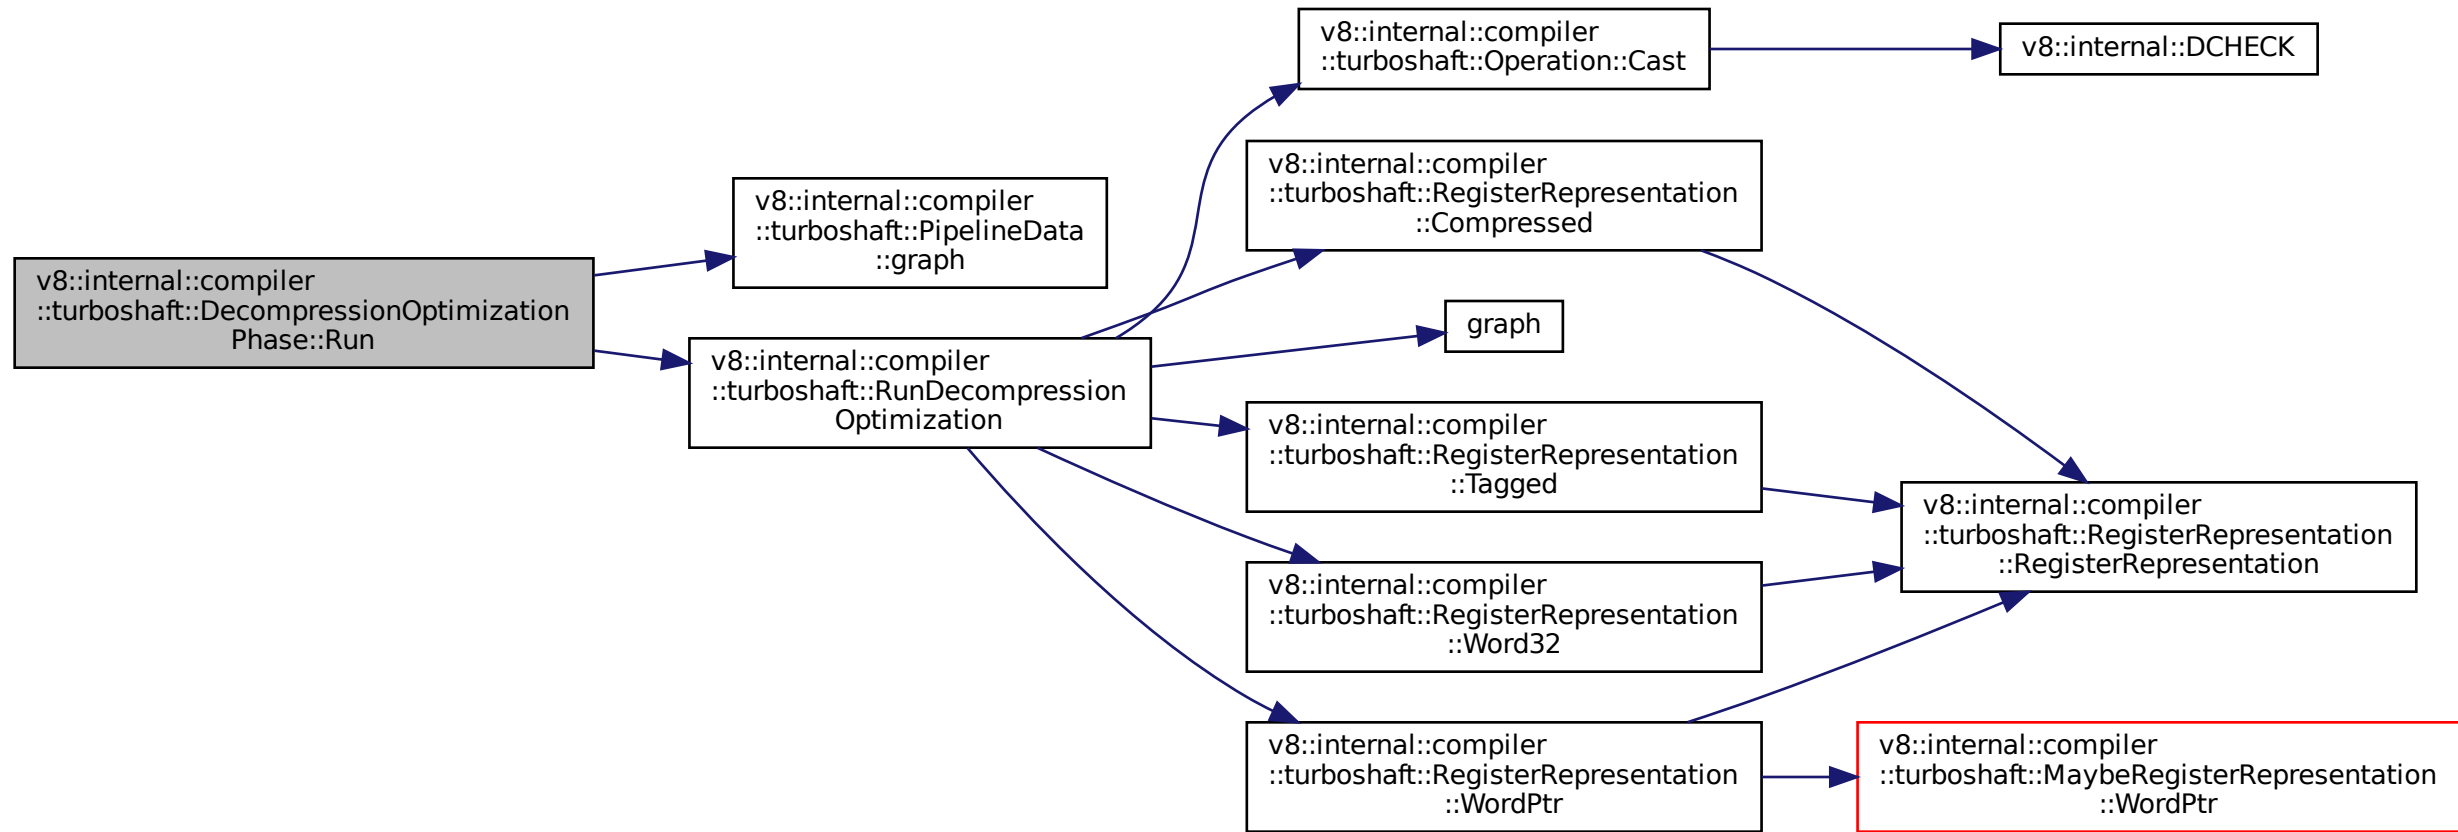 v8::internal::compiler
::turboshaft::DecompressionOptimization
Phase::Run
v8::internal::compiler
::turboshaft::PipelineData
::graph
v8::internal::compiler
::turboshaft::RunDecompression
Optimization
v8::internal::compiler
::turboshaft::Operation::Cast
v8::internal::DCHECK
v8::internal::compiler
::turboshaft::RegisterRepresentation
::Compressed
graph
v8::internal::compiler
::turboshaft::RegisterRepresentation
::Tagged
v8::internal::compiler
::turboshaft::RegisterRepresentation
::Word32
v8::internal::compiler
::turboshaft::RegisterRepresentation
::WordPtr
v8::internal::compiler
::turboshaft::RegisterRepresentation
::RegisterRepresentation
v8::internal::compiler
::turboshaft::MaybeRegisterRepresentation
::WordPtr